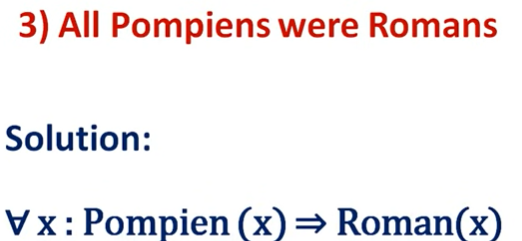 3) All Pompiens were Romans
Solution:
∀ x : Pompien (x) ⇒ Roman(x)